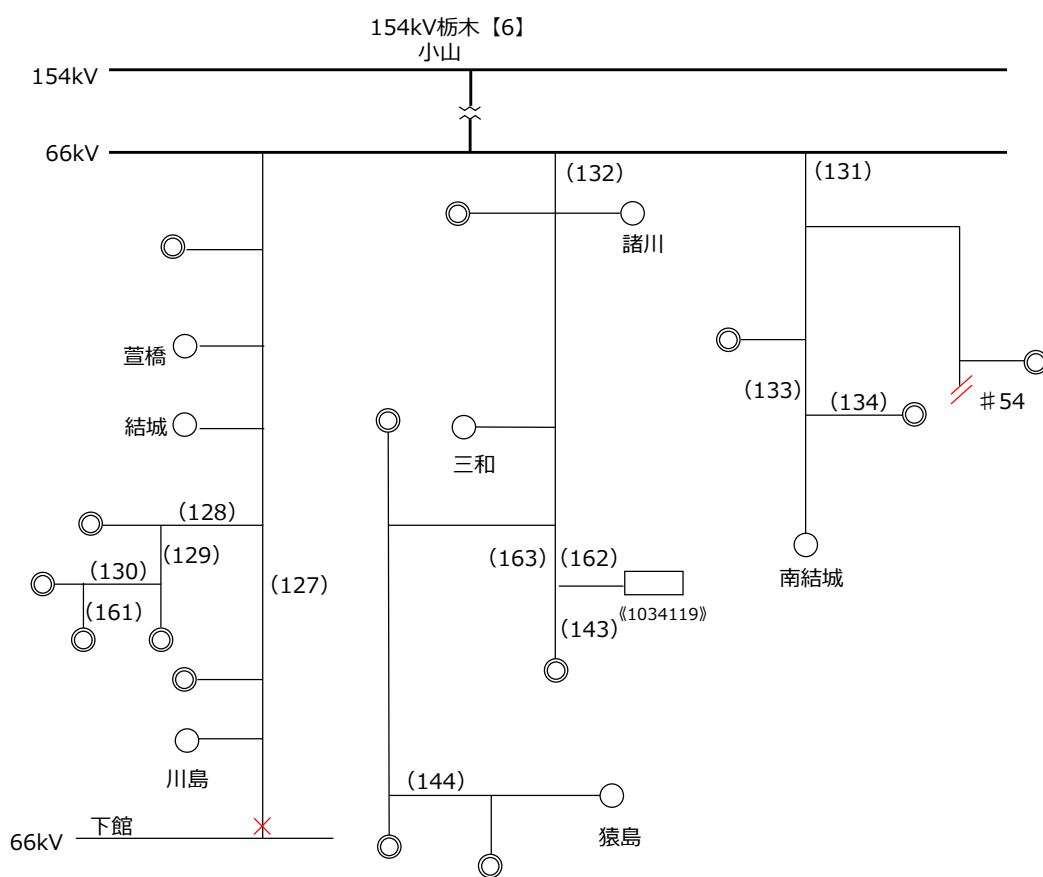 154kV栃木【6】
小山
154kV
66kV
（132）
（131）
諸川
萱橋
（133）
（134）
♯54
結城
三和
（128）
（129）
（163）
（162）
（130）
（127）
南結城
（161）
《1034119》
（143）
川島
（144）
下館
66kV
猿島